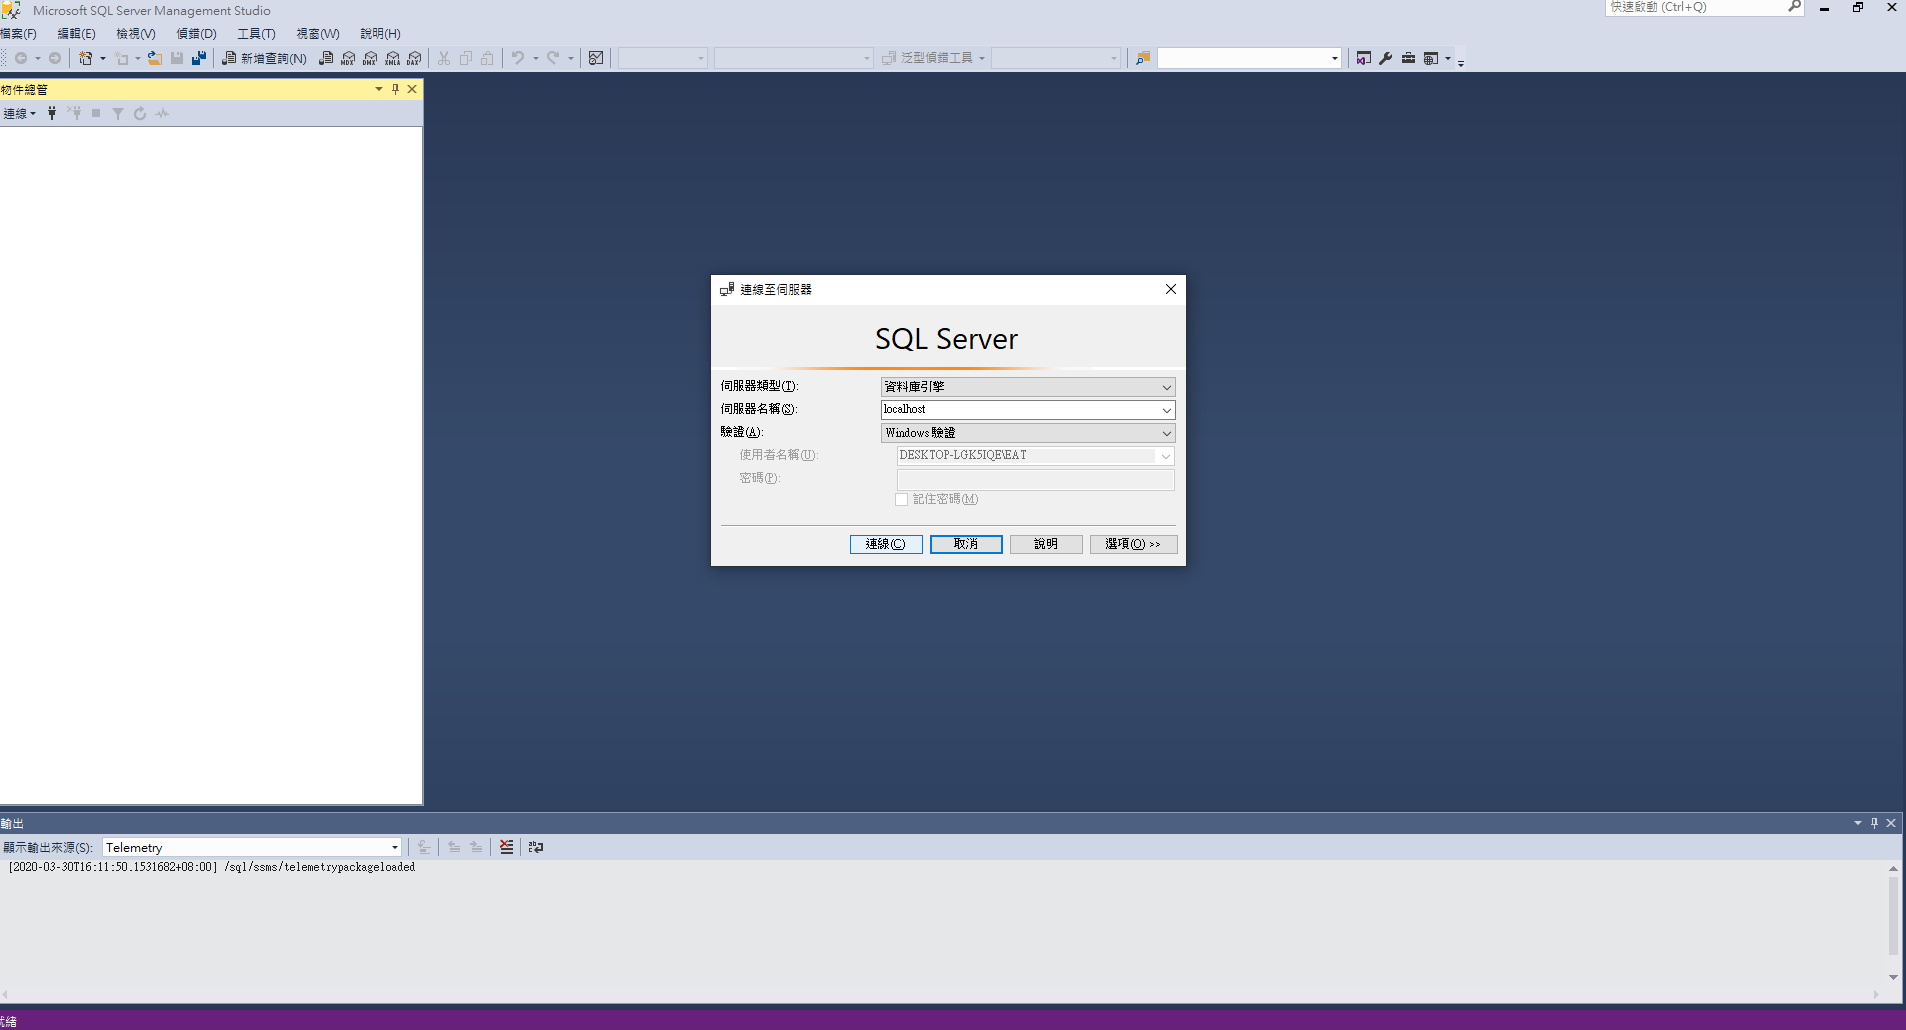 Microsoft SQL Server Management Studio
快速啟動 (Ctrl+Q)
檔案(F) 編輯(E) 檢視(V) 偵錯(D) 工具(T) 視窗(W) 說明(H)
新增查詢(N) MDX DMX XMLA DAX 泛型偵錯工具
物件總管
連線
連線至伺服器
SQL Server
伺服器類型(T): 資料庫引擎
伺服器名稱(S): localhost
驗證(A): Windows 驗證
使用者名稱(U): DESKTOP-LGK5IQE\EAT
密碼(P):
記住密碼(M)
連線(C) 取消 說明 選項(O) >>
輸出
顯示輸出來源(S): Telemetry
[2020-03-30T16:11:50.1531682+08:00] /sql/ssms/telemetrypackageloaded
就緒